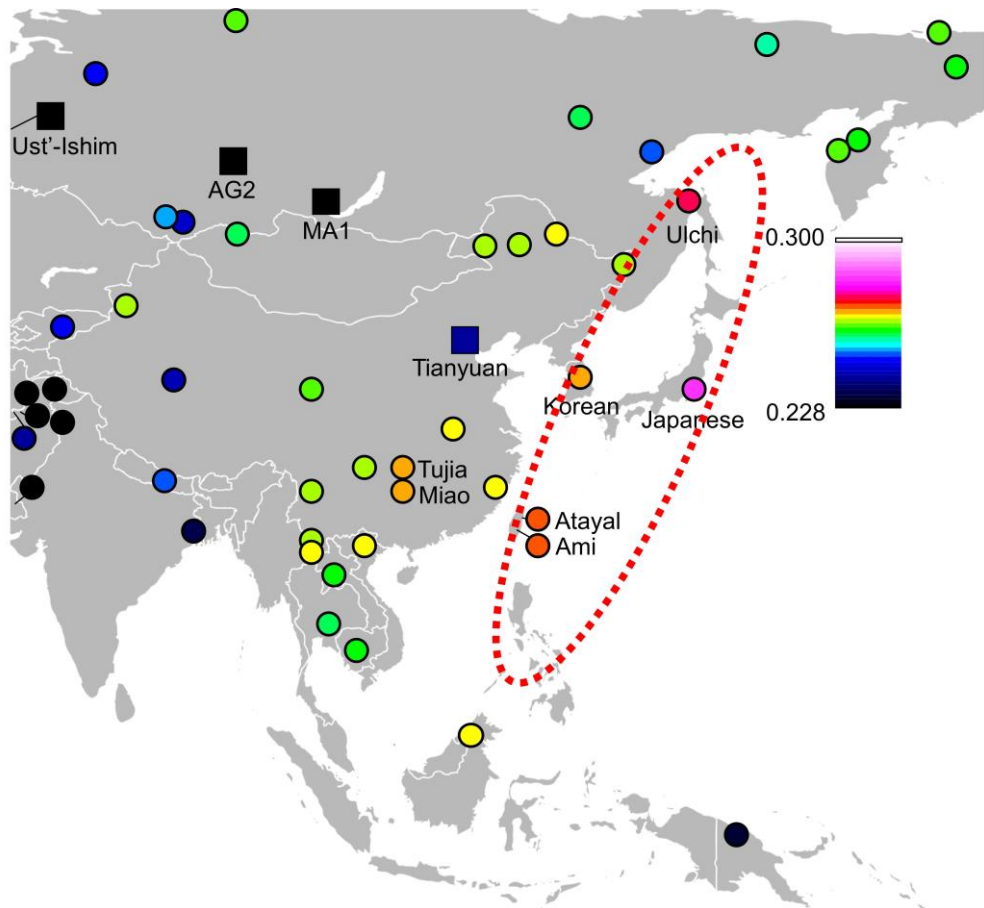 Ust'-Ishim
AG2
MA1
Ulchi
0.300
Tianyuan
Korean
Japanese
0.228
Tujia
Miao
Atayal
Ami